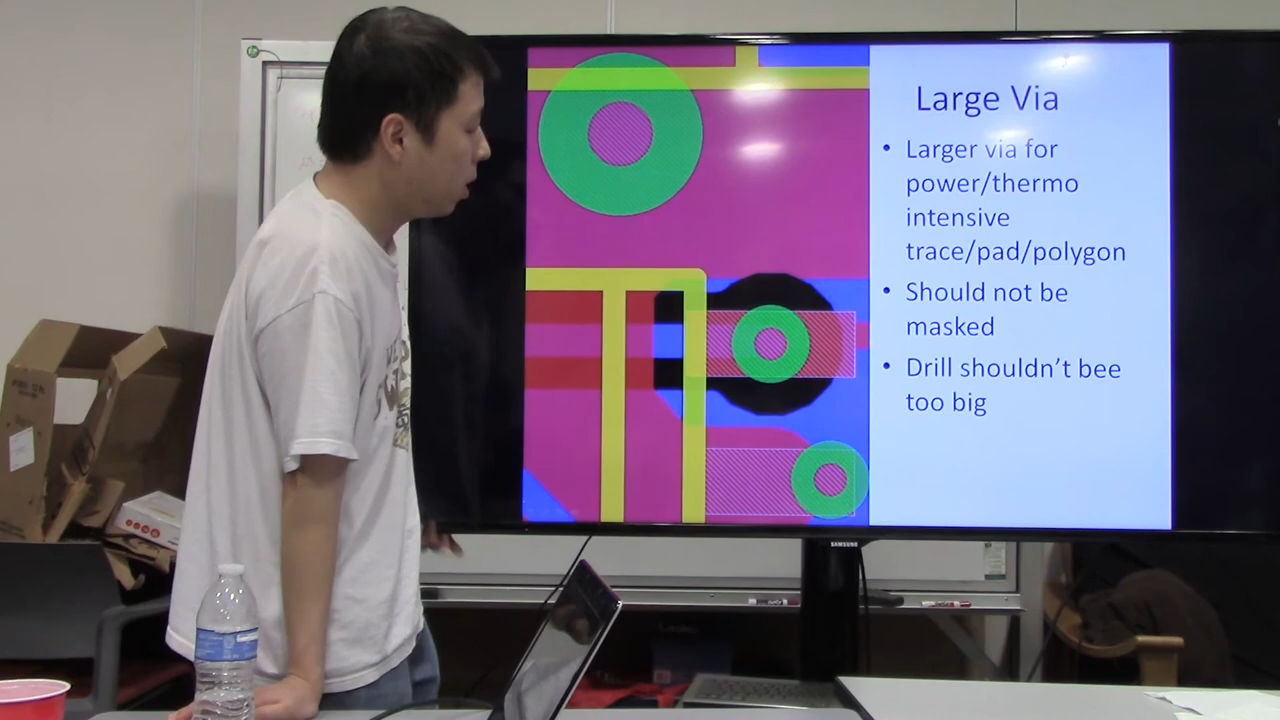 Large Via
• Larger via for
power/thermo
intensive
trace/pad/polygon
• Should not be
masked
• Drill shouldn't bee
too big
SAMSUNG